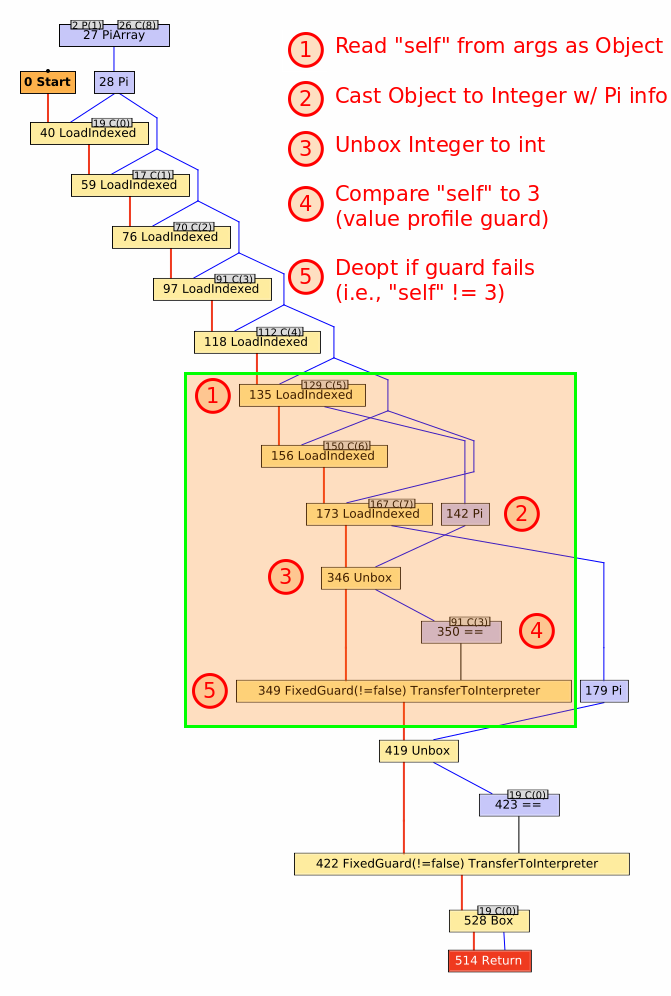 2 P(1) 26 C(8)
27 PiArray
0 Start
28 Pi
19 C(0)
40 LoadIndexed
17 C(1)
59 LoadIndexed
70 C(2)
76 LoadIndexed
91 C(3)
97 LoadIndexed
112 C(4)
118 LoadIndexed
1 Read "self" from args as Object
2 Cast Object to Integer w/ Pi info
3 Unbox Integer to int
4 Compare "self" to 3
(value profile guard)
5 Deopt if guard fails
(i.e., "self" != 3)
129 C(5)
1 135 LoadIndexed
150 C(6)
156 LoadIndexed
167 C(7)
173 LoadIndexed
142 Pi 2
3 346 Unbox
91 C(3)
350 == 4
5 349 FixedGuard(!=false) TransferToInterpreter
179 Pi
419 Unbox
19 C(0)
423 ==
422 FixedGuard(!=false) TransferToInterpreter
19 C(0)
528 Box
514 Return